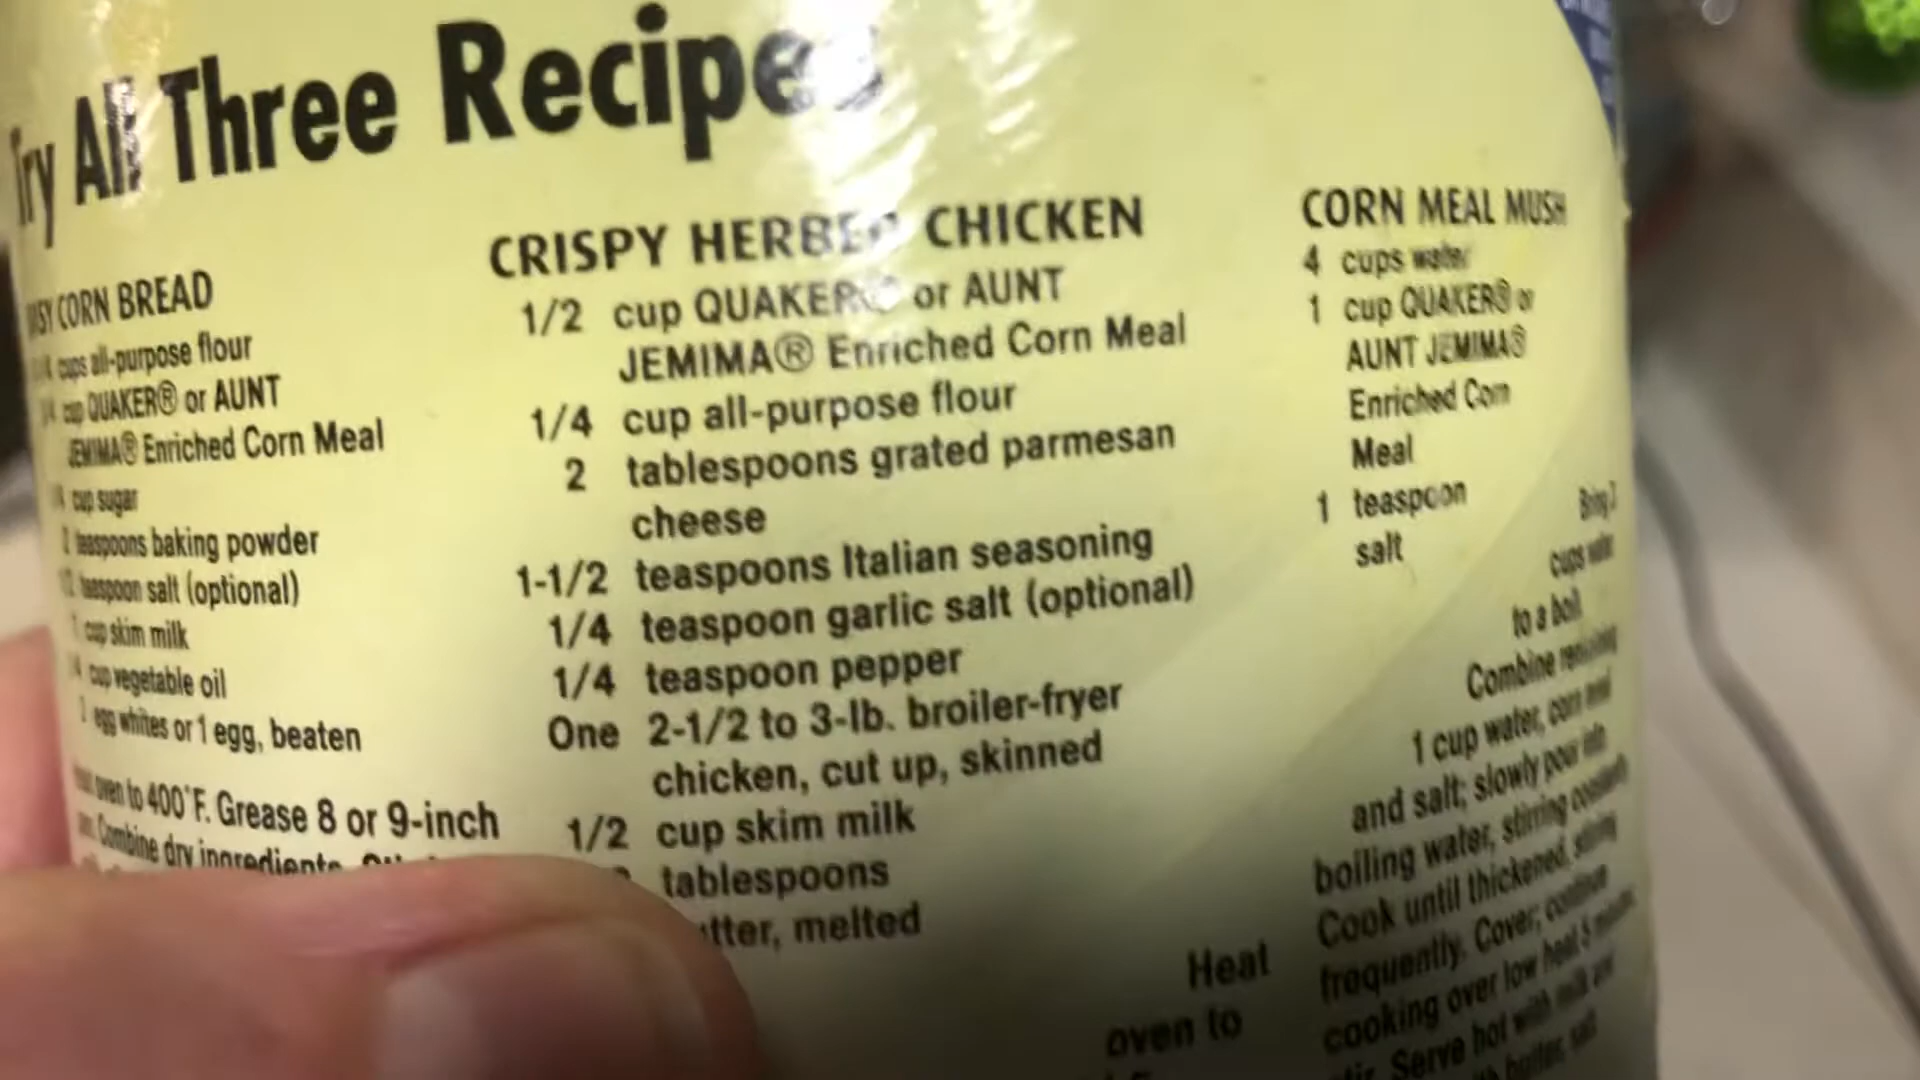 Try All Three Recipes
CORN BREAD
cups all-purpose flour
cup QUAKER® or AUNT
JEMIMA® Enriched Corn Meal
cup sugar
teaspoons baking powder
teaspoon salt (optional)
cup skim milk
cup vegetable oil
egg whites or 1 egg, beaten
oven to 400°F. Grease 8 or 9-inch
Combine dry ingredients.
CRISPY HERBED CHICKEN
1/2 cup QUAKER® or AUNT
JEMIMA® Enriched Corn Meal
1/4 cup all-purpose flour
2 tablespoons grated parmesan
cheese
1-1/2 teaspoons Italian seasoning
1/4 teaspoon garlic salt (optional)
1/4 teaspoon pepper
One 2-1/2 to 3-lb. broiler-fryer
chicken, cut up, skinned
1/2 cup skim milk
tablespoons
melted
Heat
oven to
CORN MEAL MUSH
4 cups water
1 cup QUAKER® or
AUNT JEMIMA®
Enriched Corn
Meal
1 teaspoon
salt
Bring
cups water
to a boil.
Combine remaining
1 cup water, corn meal
and salt; slowly pour into
boiling water, stirring constantly.
Cook until thickened, stirring
frequently. Cover; continue
cooking over low heat 5 minutes
Serve hot with milk
butter,